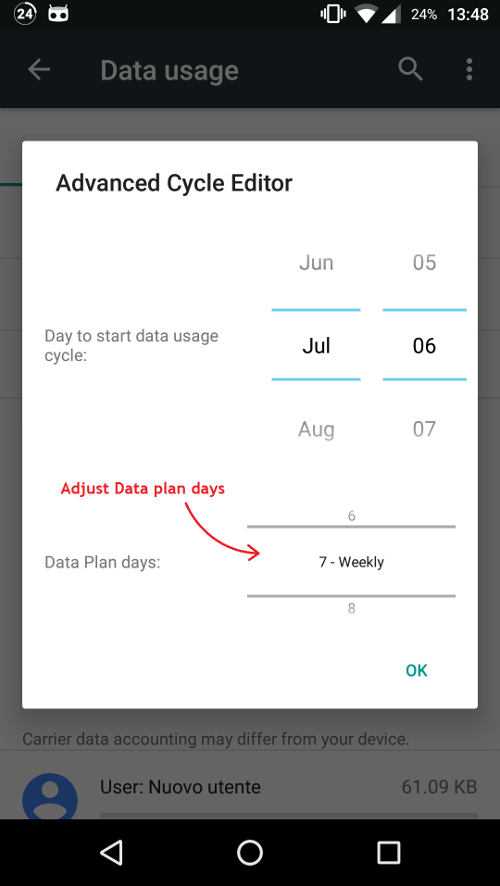 24
24%
13:48
Data usage
Advanced Cycle Editor
Jun 05
Day to start data usage
cycle:
Jul 06
Aug 07
Adjust Data plan days
6
Data Plan days:
7 - Weekly
8
OK
Carrier data accounting may differ from your device.
User: Nuovo utente
61.09 KB